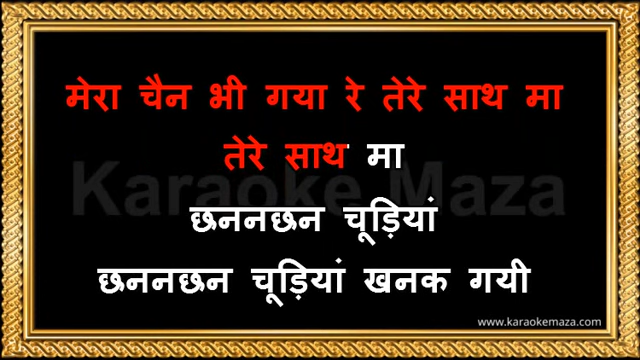 मेरा चैन भी गया रे तेरे साथ मा
तेरे साथ मा
Karaoke Maza
छननछन चूड़ियां
छननछन चूड़ियां खनक गयी
www.karaokemaza.com